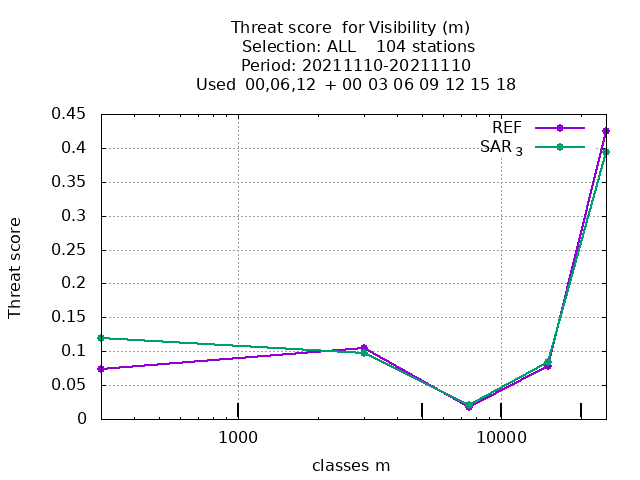 Threat score  for Visibility (m)
Selection: ALL    104 stations
Period: 20211110-20211110
Used  00,06,12  + 00 03 06 09 12 15 18
REF
SAR 3
0.45
0.4
0.35
0.3
0.25
0.2
0.15
0.1
0.05
0
Threat score
1000
10000
classes m